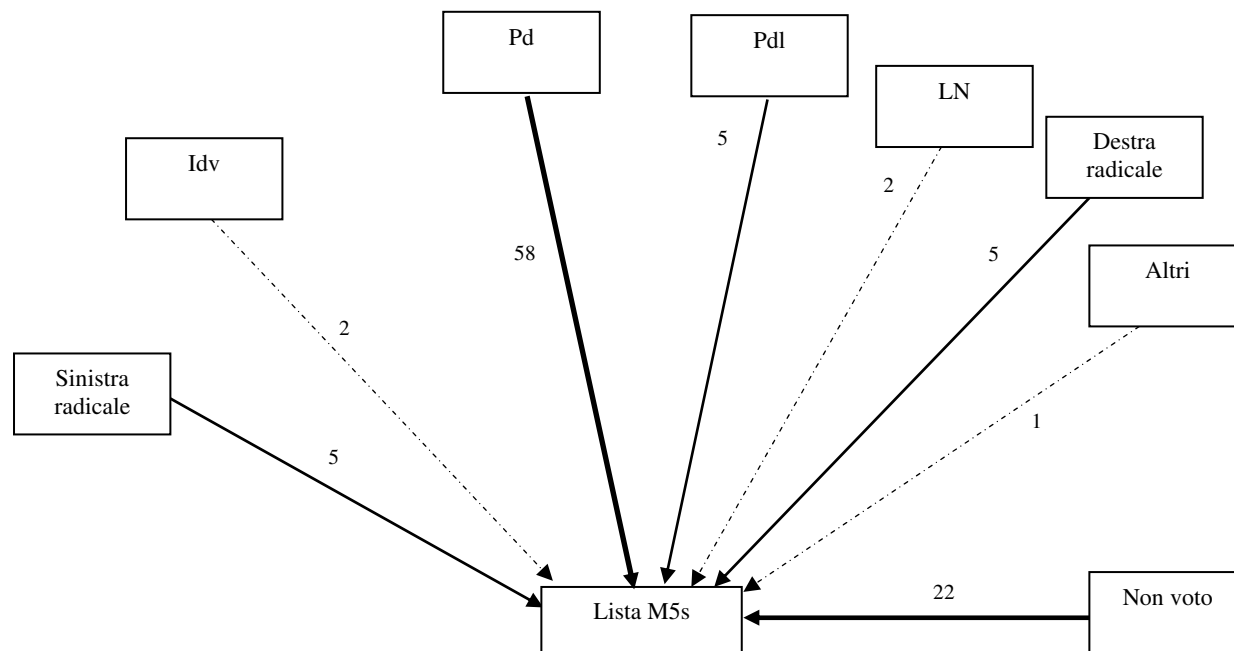 Pd
Pdl
LN
5
Destra
radicale
Idv
2
58
5
Altri
2
Sinistra
radicale
1
5
22
Lista M5s
Non voto